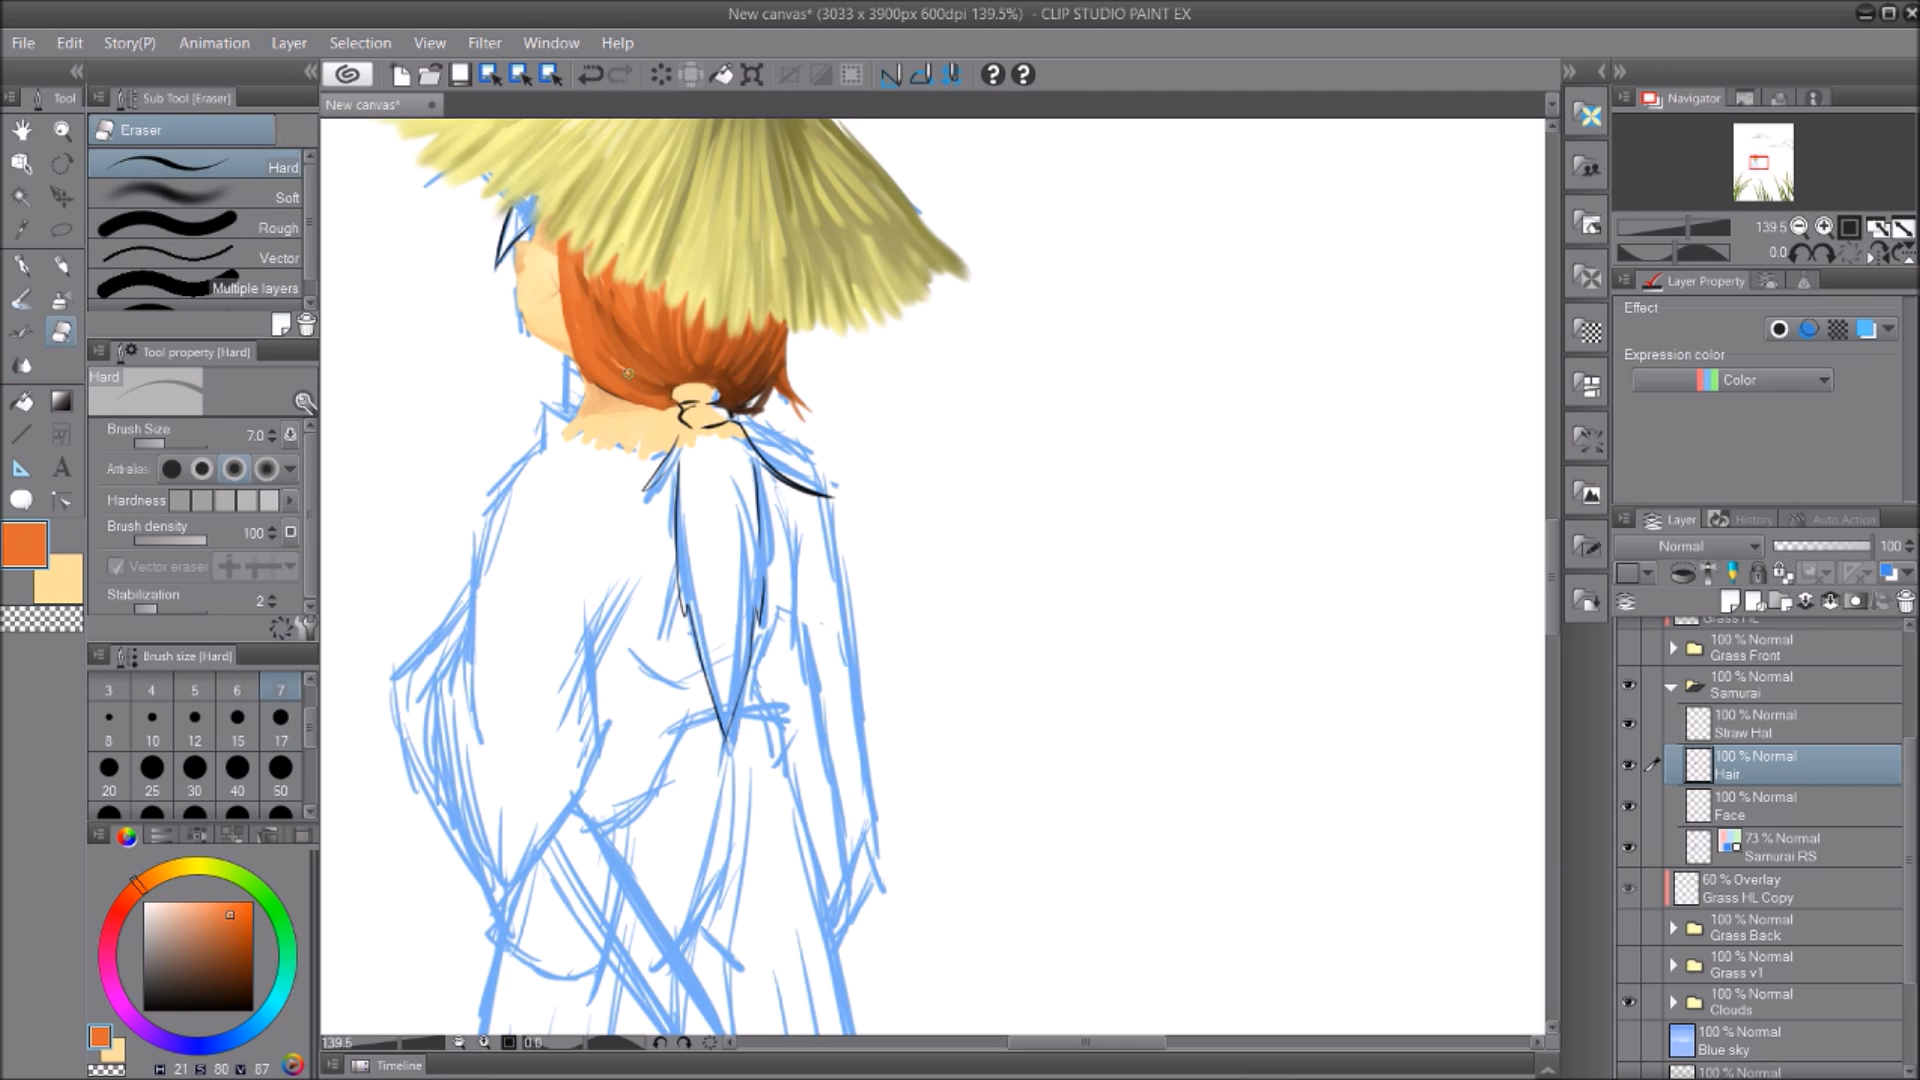 New canvas* (3033 x 3900px 600dpi 139.5%) - CLIP STUDIO PAINT EX
File Edit Story(P) Animation Layer Selection View Filter Window Help
Tool
Sub Tool [Eraser]
New canvas*
Navigator
Eraser
Hard
Soft
Rough
Vector
Multiple layers
139.5
0.0
Layer Property
Effect
Expression color
Color
Tool property [Hard]
Hard
Brush Size 7.0
Anti-alias
Hardness
Brush density 100
Vector eraser
Stabilization 2
Brush size [Hard]
3 4 5 6 7
8 10 12 15 17
20 25 30 40 50
Layer History Auto Action
Normal 100
Grass HL
100 % Normal
Grass Front
100 % Normal
Samurai
100 % Normal
Straw Hat
100 % Normal
Hair
100 % Normal
Face
73 % Normal
Samurai RS
60 % Overlay
Grass HL Copy
100 % Normal
Grass Back
100 % Normal
Grass v1
100 % Normal
Clouds
100 % Normal
Blue sky
100 % Normal
139.5 0.0
Timeline
H 21 S 80 V 87